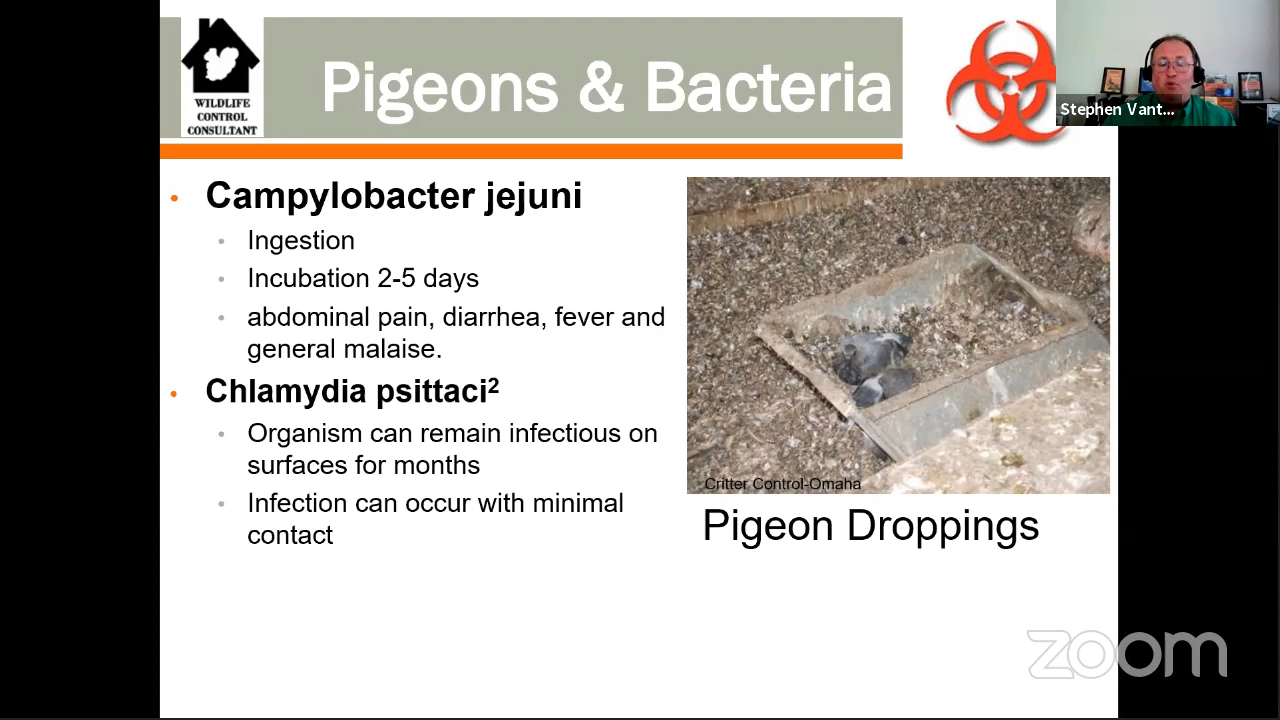 WILDLIFE
CONTROL
CONSULTANT
Pigeons & Bacteria
Stephen Vant...
• Campylobacter jejuni
• Ingestion
• Incubation 2-5 days
• abdominal pain, diarrhea, fever and
general malaise.
• Chlamydia psittaci²
• Organism can remain infectious on
surfaces for months
• Infection can occur with minimal
contact
Critter Control-Omaha
Pigeon Droppings
zoom